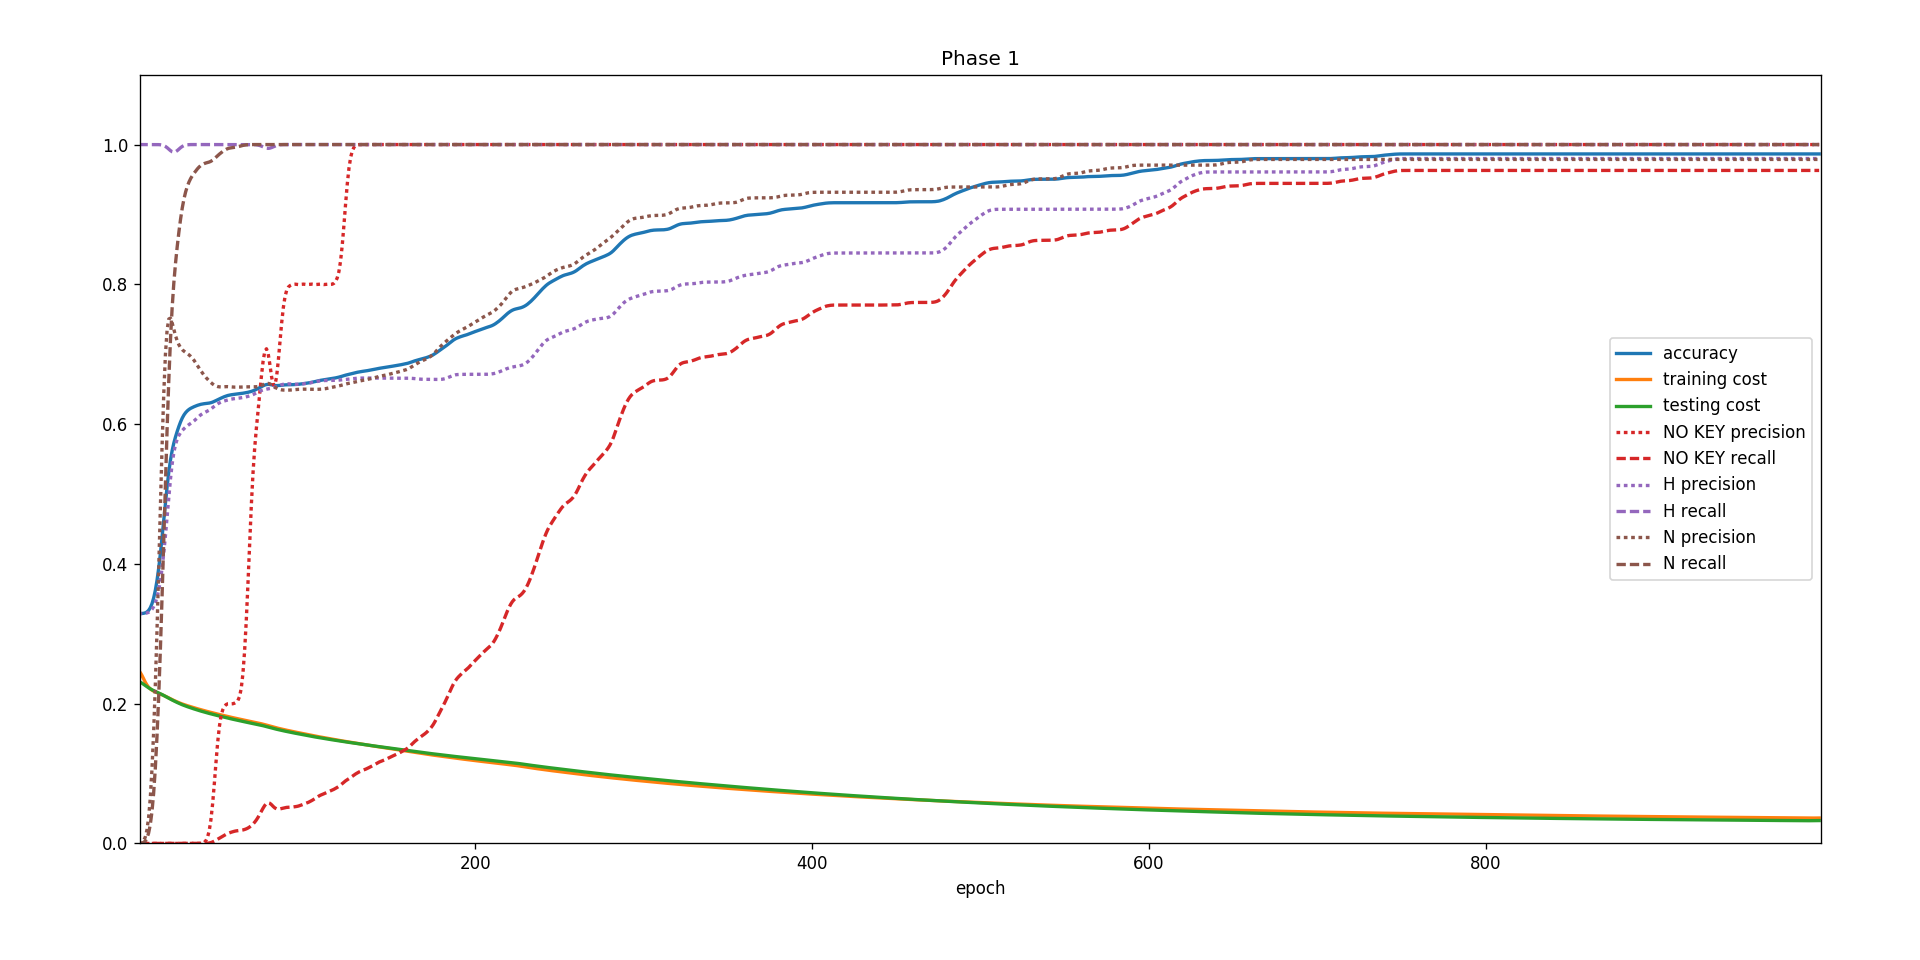 Phase 1
1.0
0.8
0.6
0.4
0.2
0.0
accuracy
training cost
testing cost
NO KEY precision
NO KEY recall
H precision
H recall
N precision
N recall
200 400 600 800
epoch